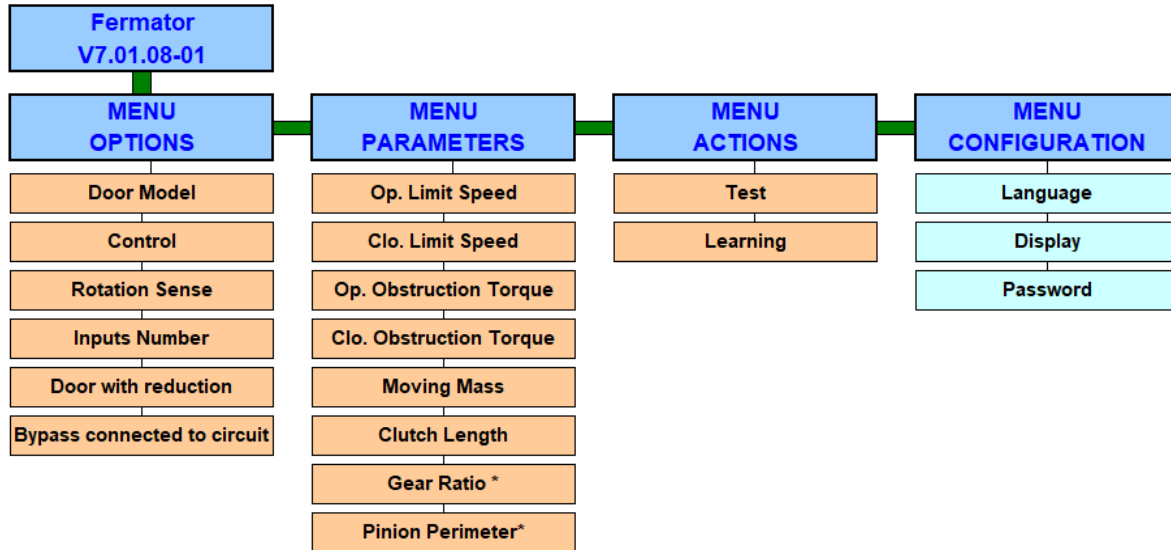 Fermator
V7.01.08-01
MENU
OPTIONS
Door Model
Control
Rotation Sense
Inputs Number
Door with reduction
Bypass connected to circuit
MENU
PARAMETERS
Op. Limit Speed
Clo. Limit Speed
Op. Obstruction Torque
Clo. Obstruction Torque
Moving Mass
Clutch Length
Gear Ratio *
Pinion Perimeter*
MENU
ACTIONS
Test
Learning
MENU
CONFIGURATION
Language
Display
Password